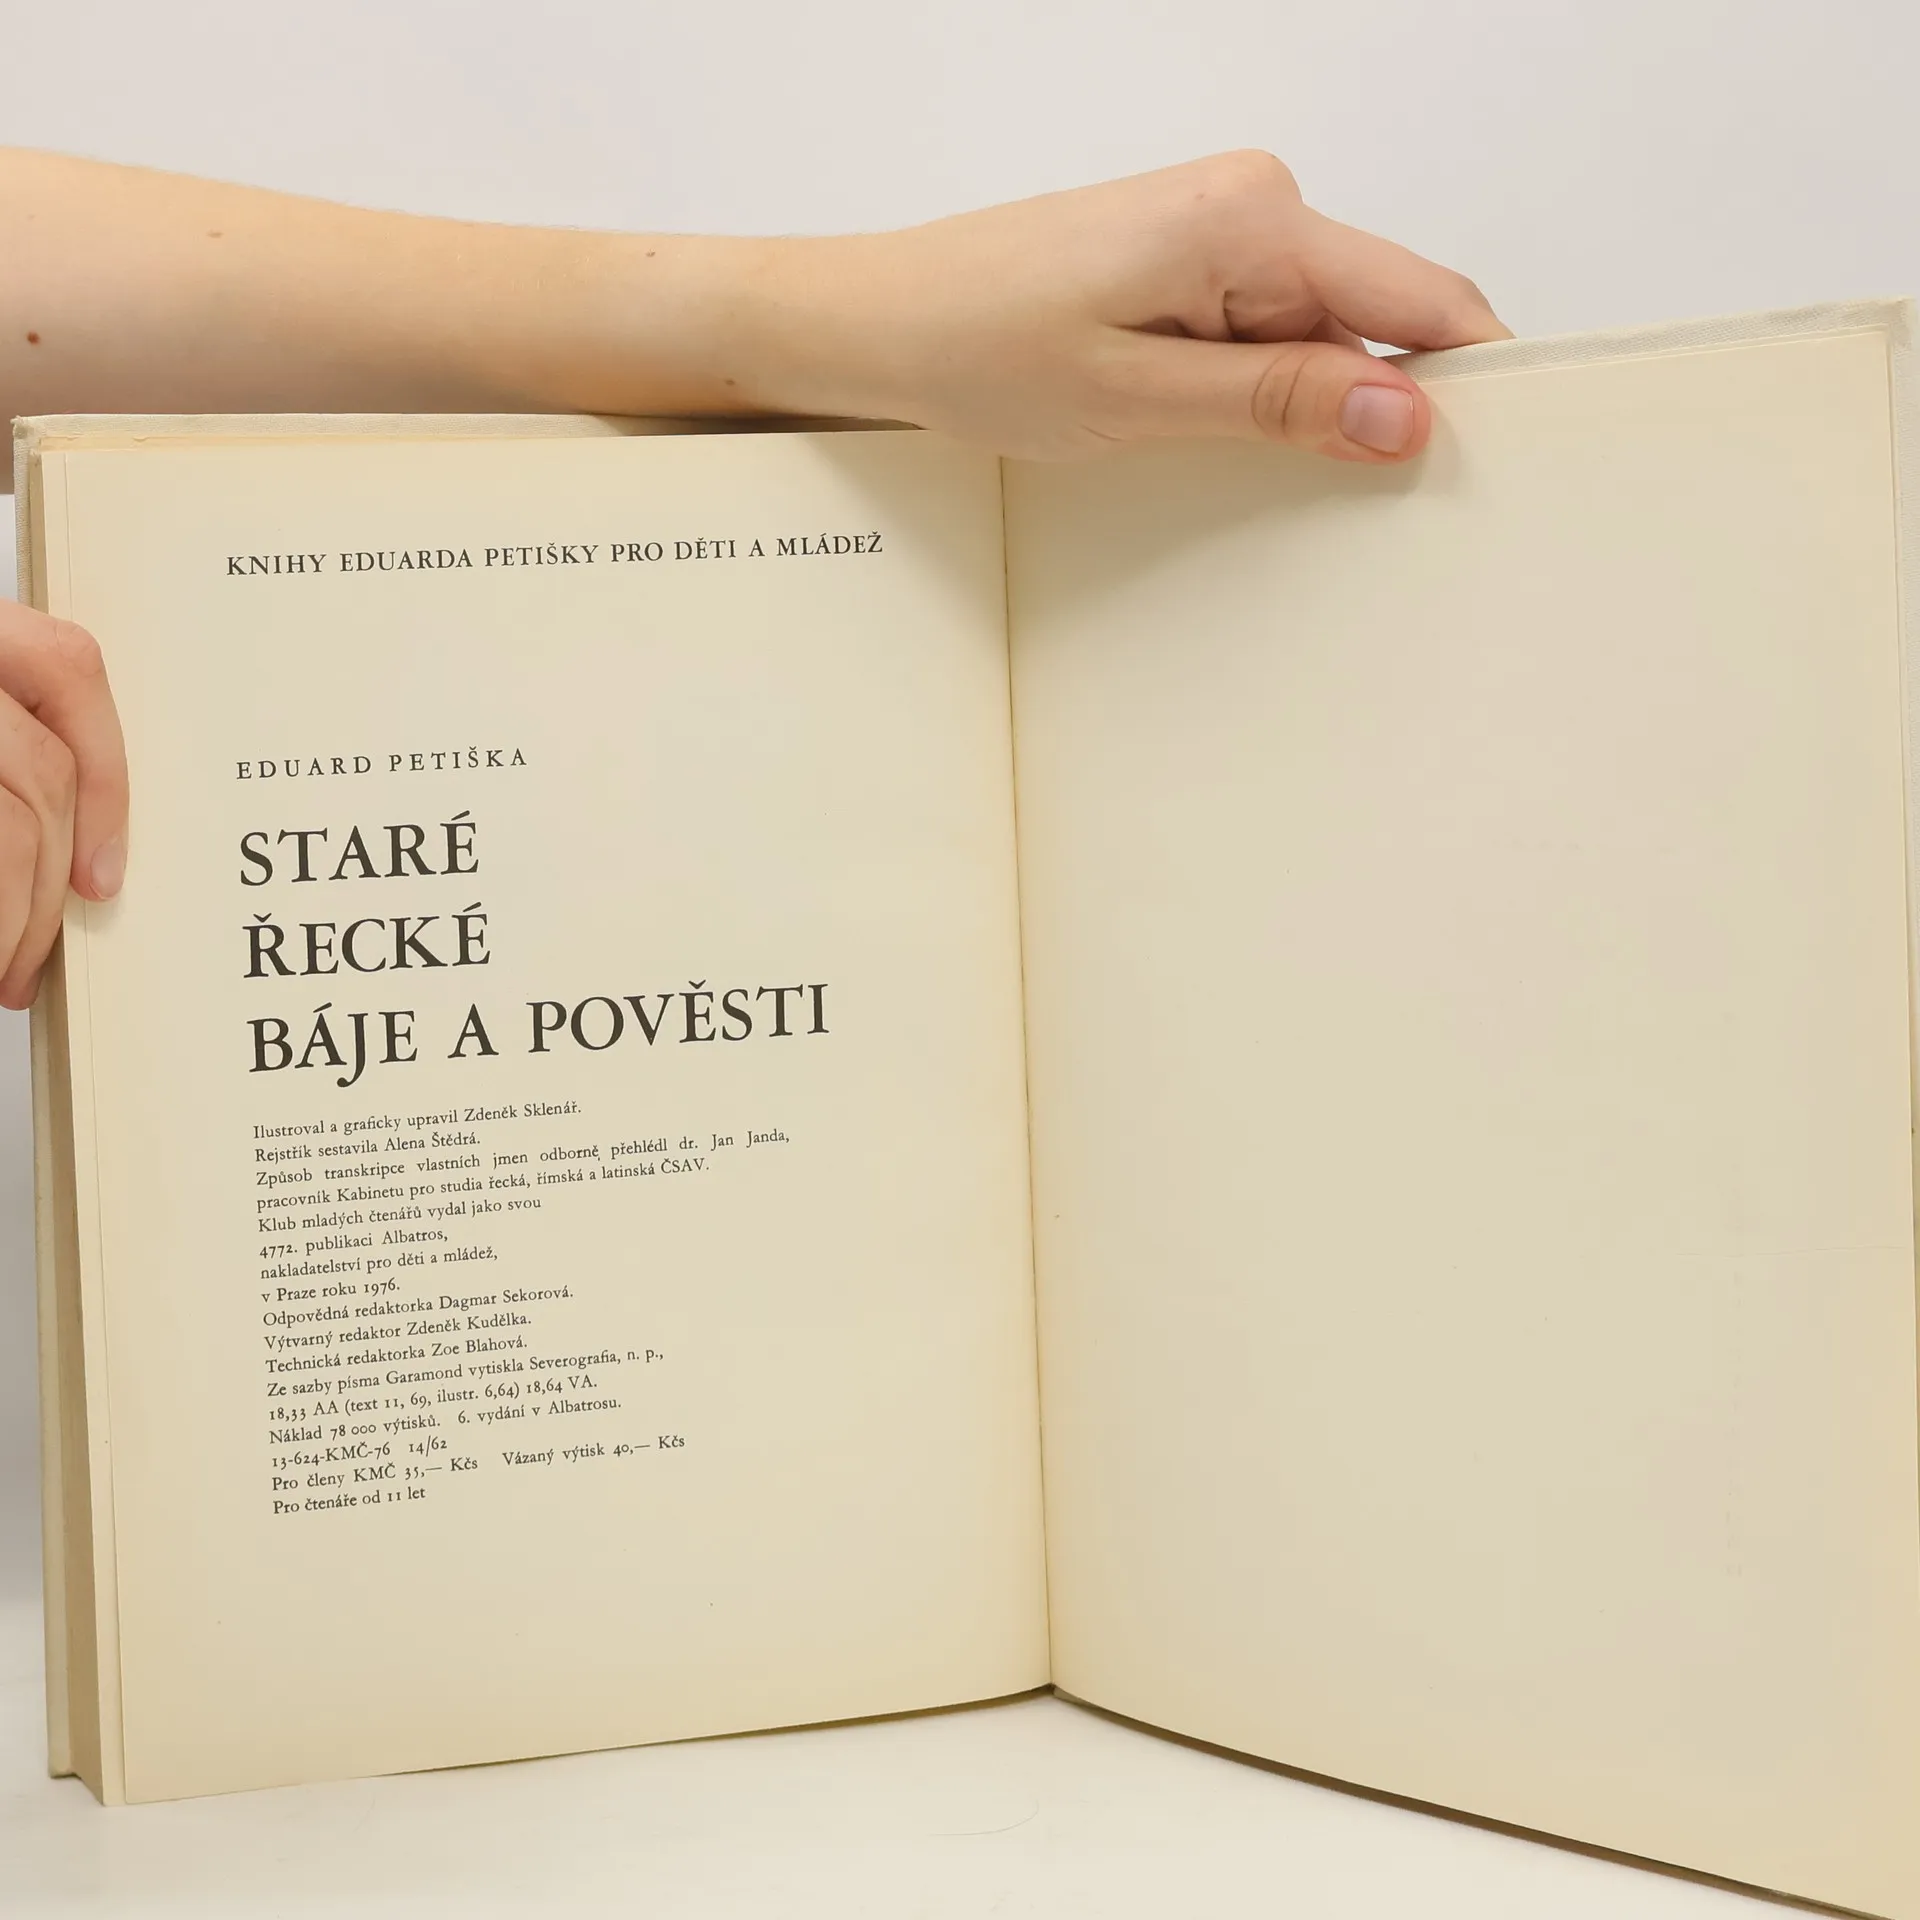 KNIHY EDUARDA PETIŠKY PRO DĚTI A MLÁDEŽ
EDUARD PETIŠKA
STARÉ
ŘECKÉ
BÁJE A POVĚSTI
Ilustroval a graficky upravil Zdeněk Sklenář.
Rejstřík sestavila Alena Štědrá.
Způsob transkripce vlastních jmen odborně přehlédl dr. Jan Janda,
pracovník Kabinetu pro studia řecká, římská a latinská ČSAV.
Klub mladých čtenářů vydal jako svou
4772. publikaci Albatros,
nakladatelství pro děti a mládež,
v Praze roku 1976.
Odpovědná redaktorka Dagmar Sekorová.
Výtvarný redaktor Zdeněk Kudělka.
Technická redaktorka Zoe Blahová.
Ze sazby písma Garamond vytiskla Severografia, n. p.,
18,33 AA (text 11, 69, ilustr. 6,64) 18,64 VA.
Náklad 78 000 výtisků. 6. vydání v Albatrosu.
13-624-KMČ-76 14/62
Pro členy KMČ 35,— Kčs Vázaný výtisk 40,— Kčs
Pro čtenáře od 11 let